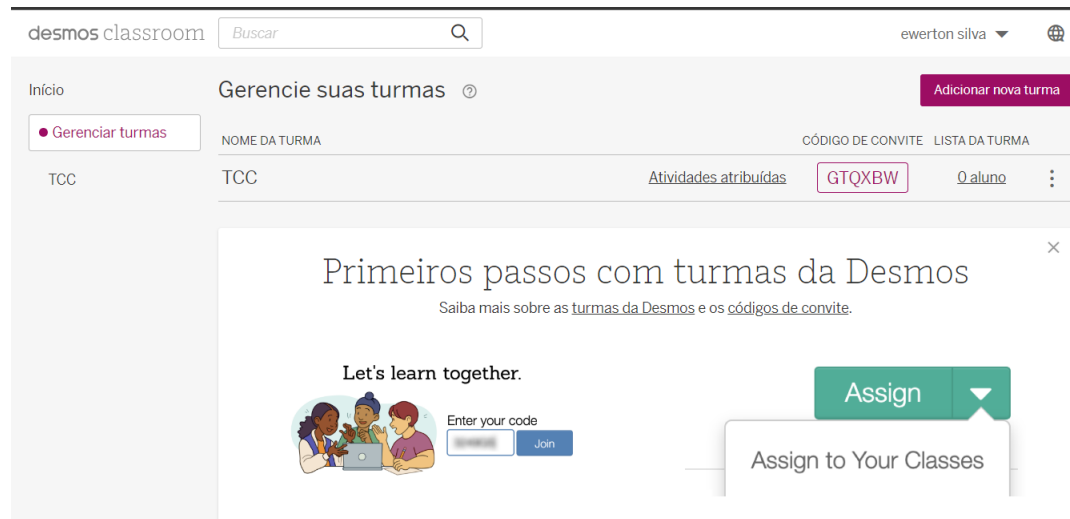 desmos classroom Buscar ewerton silva
Início Gerencie suas turmas ? Adicionar nova turma
Gerenciar turmas
NOME DA TURMA CÓDIGO DE CONVITE LISTA DA TURMA
TCC TCC Atividades atribuídas GTQXBW 0 aluno
Primeiros passos com turmas da Desmos
Saiba mais sobre as turmas da Desmos e os códigos de convite.
Let's learn together.
Enter your code
Join
Assign
Assign to Your Classes